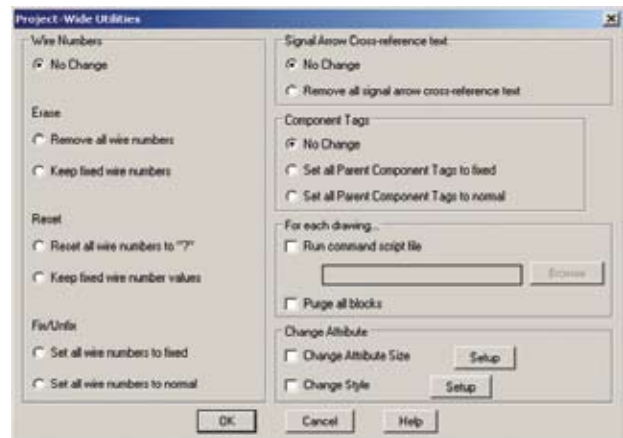 Project-Wide Utilities
Wire Numbers
No Change
Erase
Remove all wire numbers
Keep fixed wire numbers
Reset
Reset all wire numbers to "?"
Keep fixed wire number values
Fix/Unfix
Set all wire numbers to fixed
Set all wire numbers to normal
Signal Arrow Cross-reference text
No Change
Remove all signal arrow cross-reference text
Component Tags
No Change
Set all Parent Component Tags to fixed
Set all Parent Component Tags to normal
For each drawing...
Run command script file
Browse
Purge all blocks
Change Attribute
Change Attribute Size
Setup
Change Style
Setup
OK
Cancel
Help